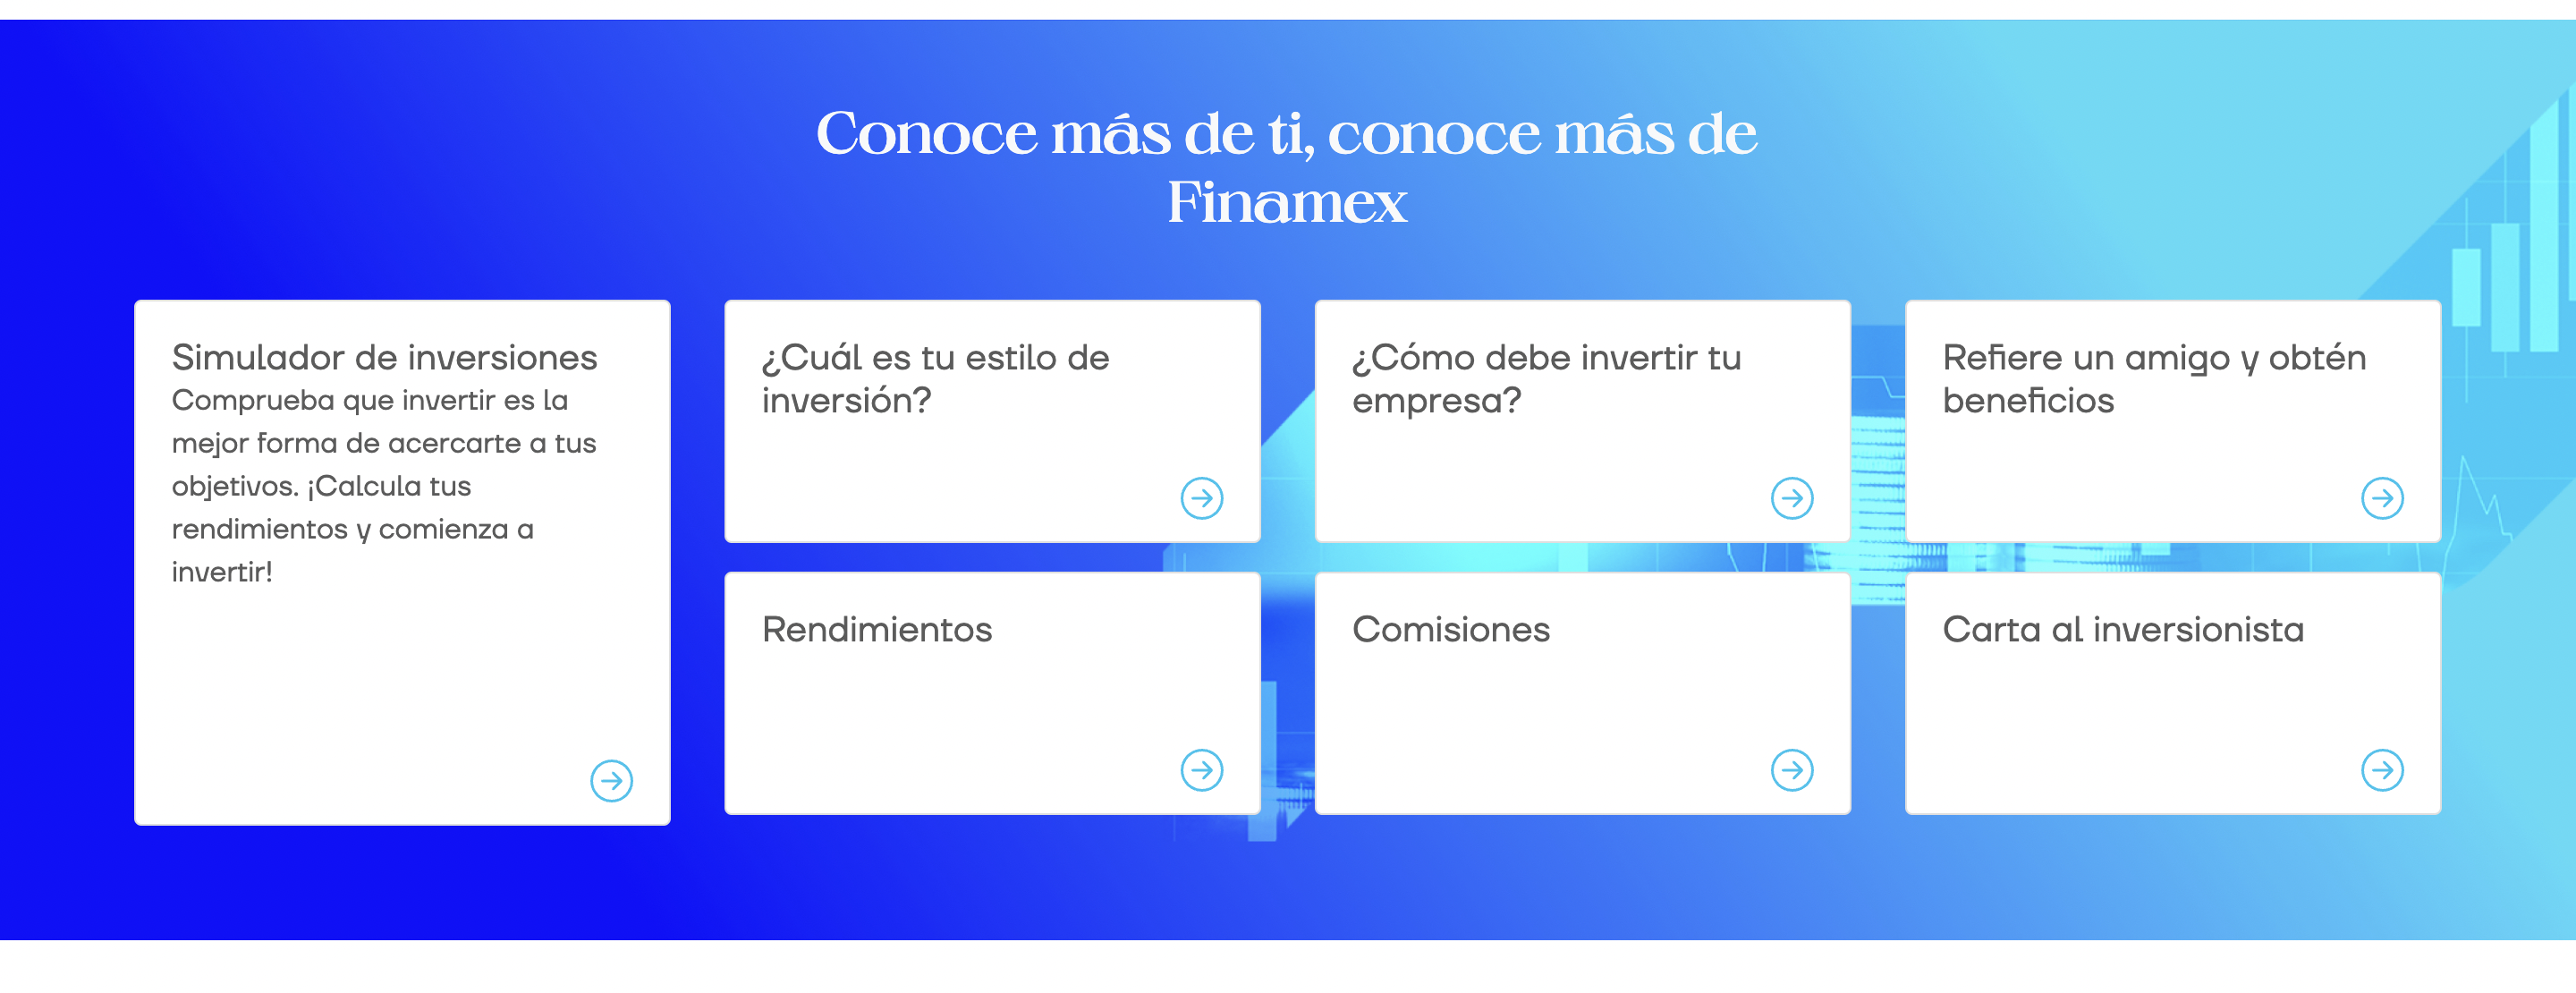 Conoce más de ti, conoce más de
Finamex
Simulador de inversiones
Comprueba que invertir es la
mejor forma de acercarte a tus
objetivos. ¡Calcula tus
rendimientos y comienza a
invertir!
¿Cuál es tu estilo de
inversión?
¿Cómo debe invertir tu
empresa?
Refiere un amigo y obtén
beneficios
Rendimientos
Comisiones
Carta al inversionista